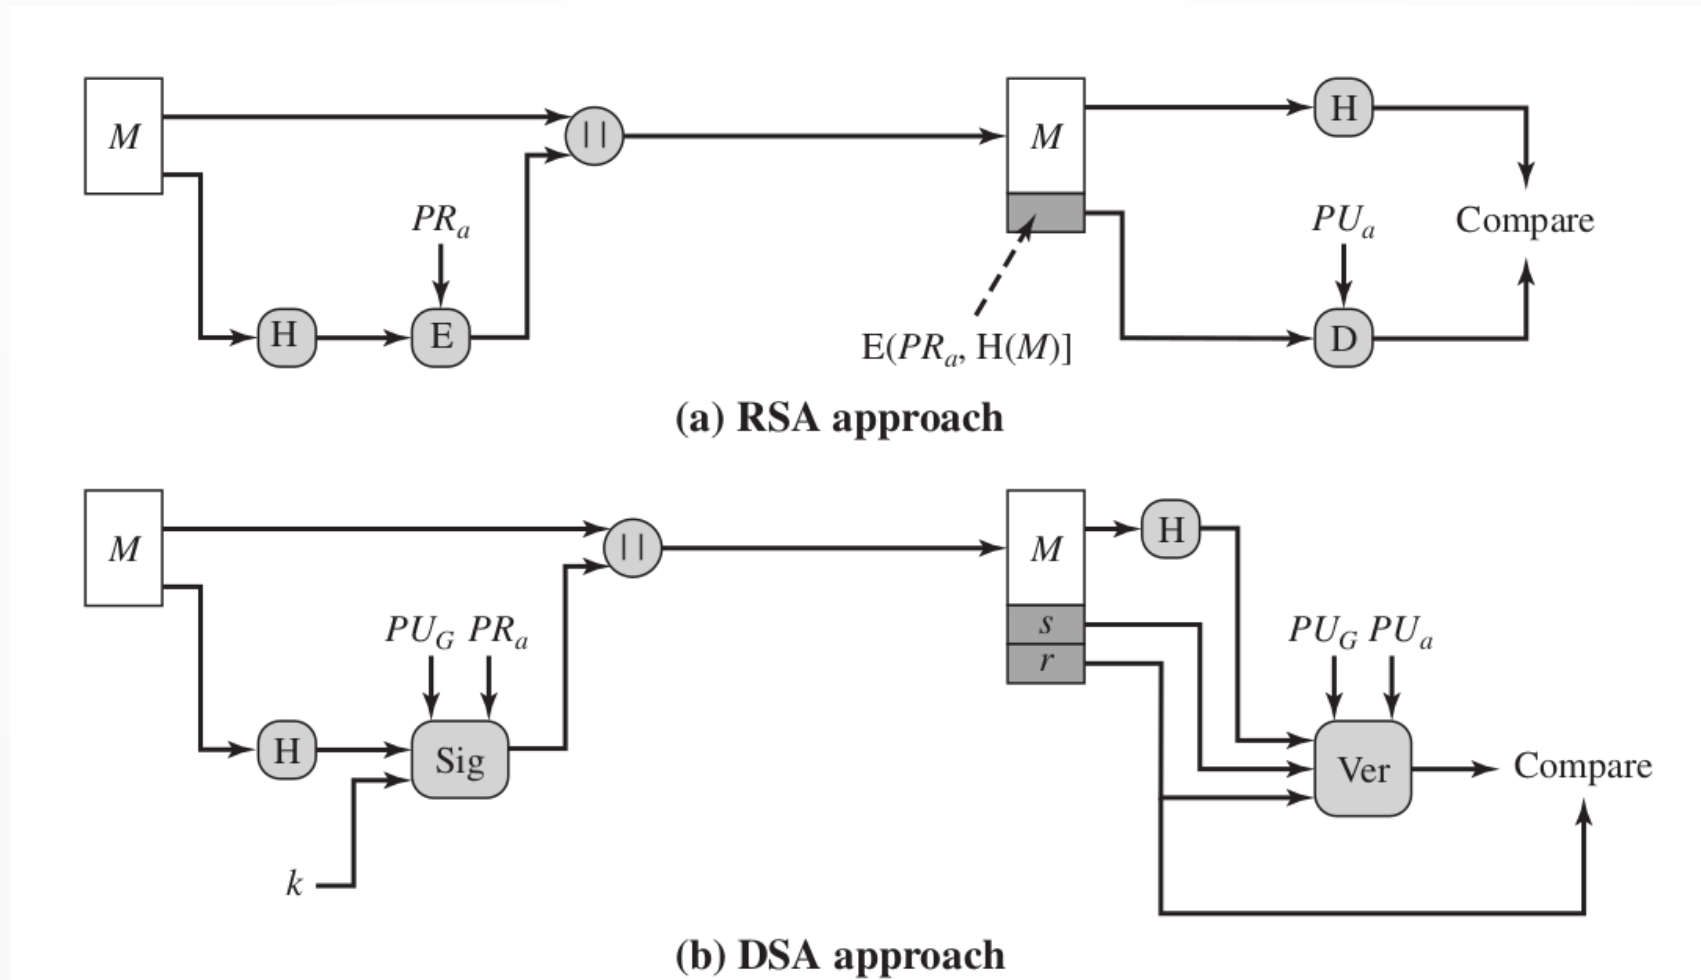 M
||
M
H
PRa
PUa
Compare
H
E
E(PRa, H(M)]
D
(a) RSA approach
M
||
M
H
s
r
PUG PRa
PUG PUa
H
Sig
Ver
Compare
k
(b) DSA approach